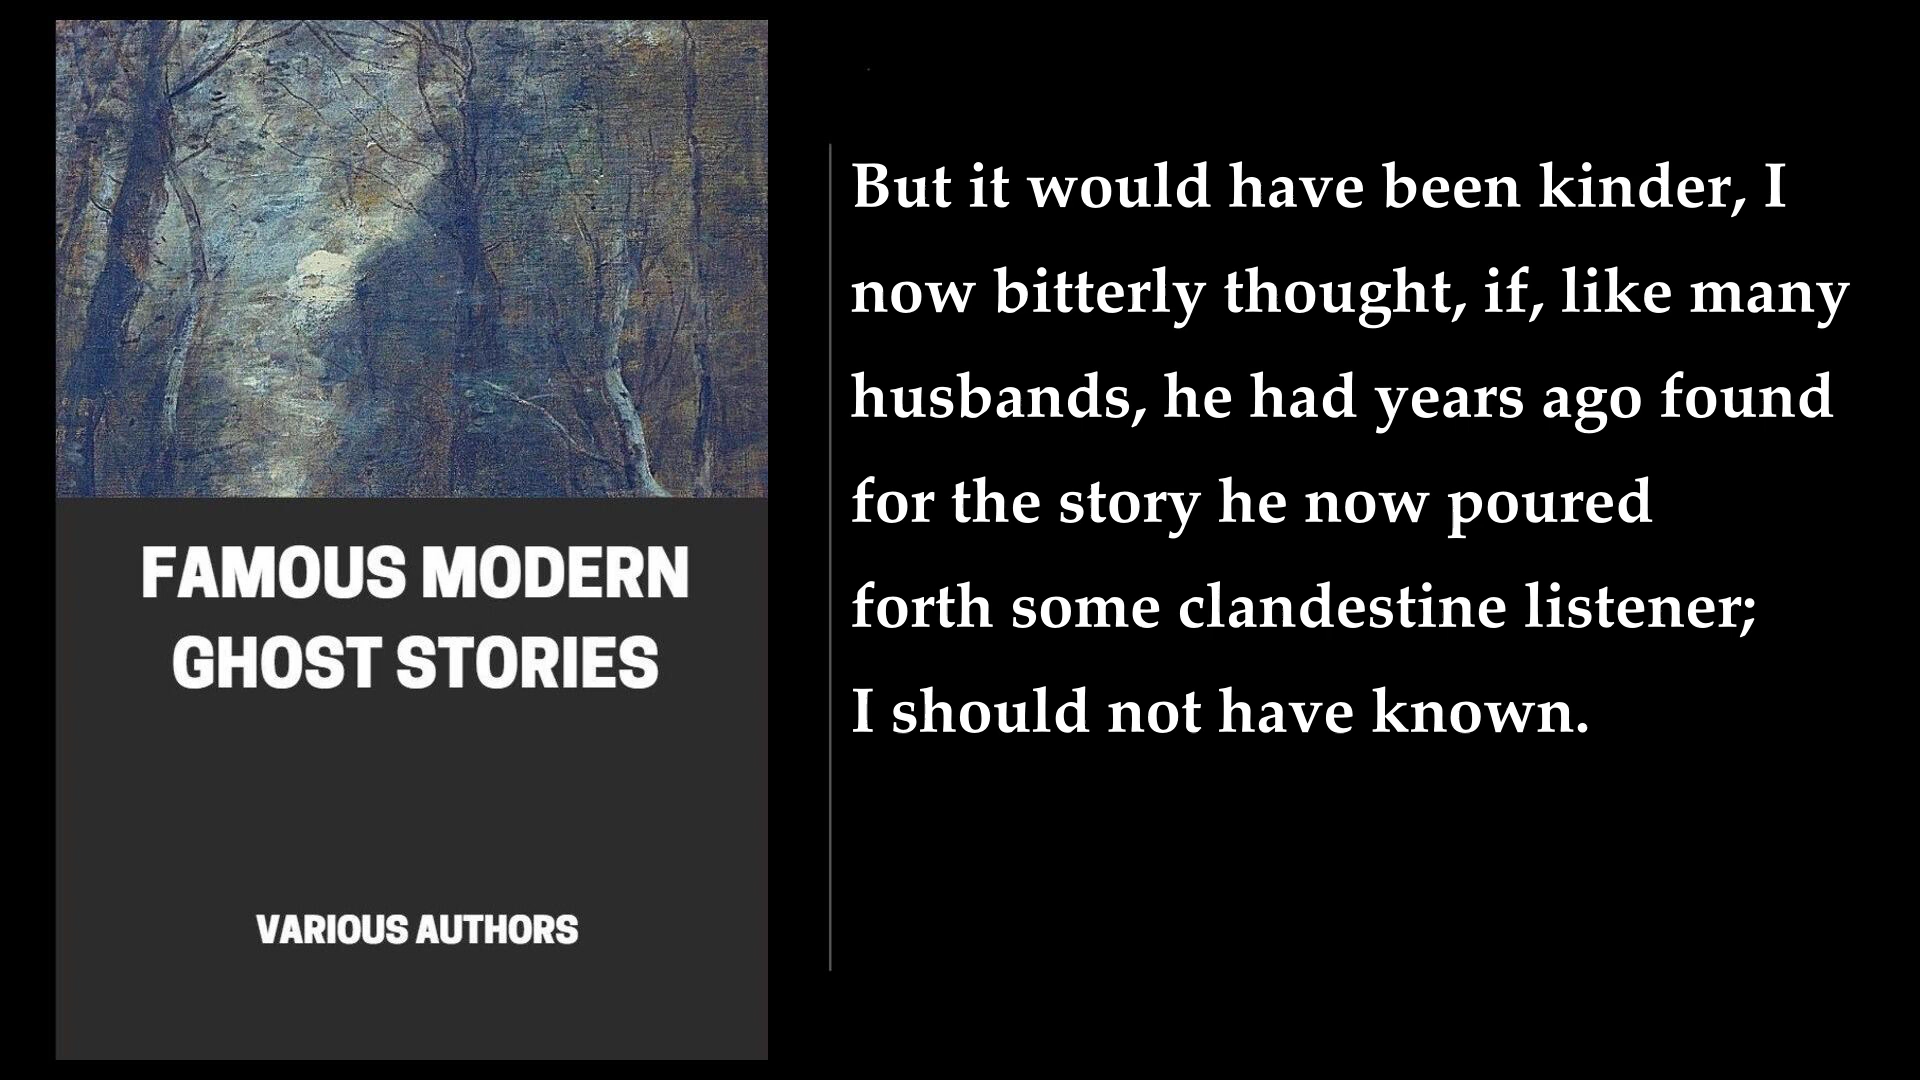 FAMOUS MODERN
GHOST STORIES
VARIOUS AUTHORS
But it would have been kinder, I
now bitterly thought, if, like many
husbands, he had years ago found
for the story he now poured
forth some clandestine listener;
I should not have known.